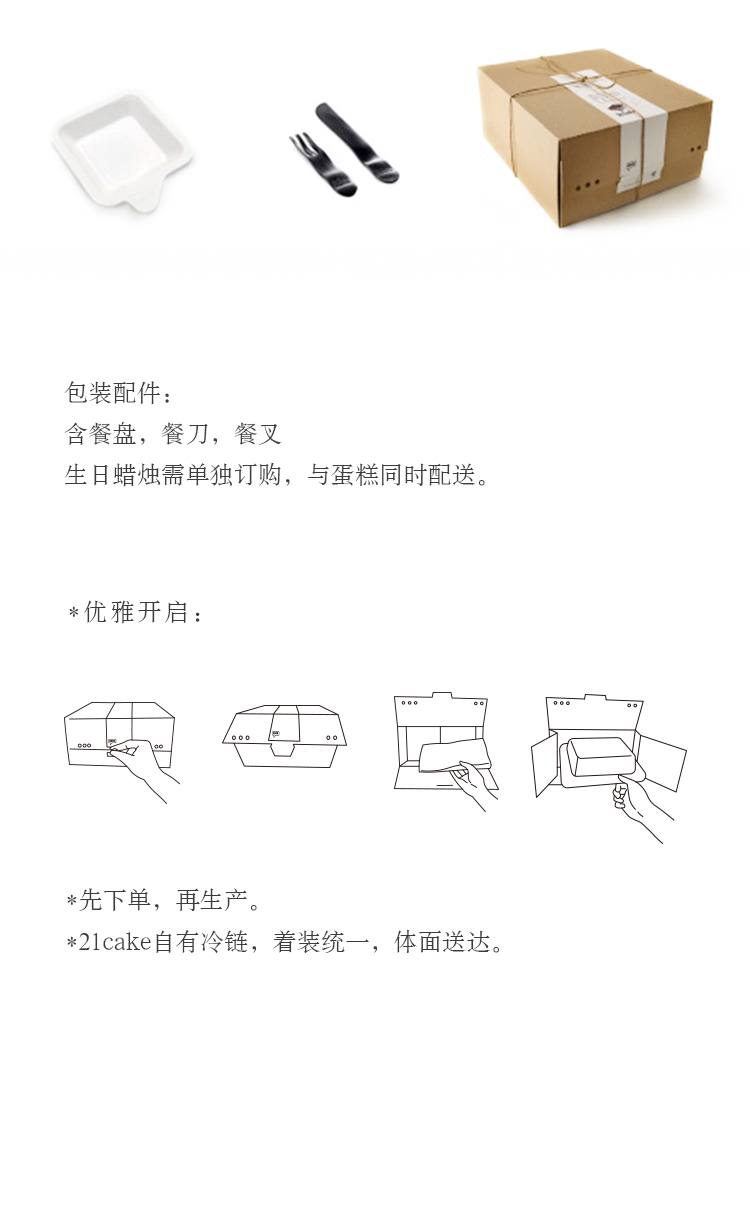 包装配件：
含餐盘，餐刀，餐叉
生日蜡烛需单独订购，与蛋糕同时配送。
*优雅开启：
*先下单，再生产。
*21cake自有冷链，着装统一，体面送达。